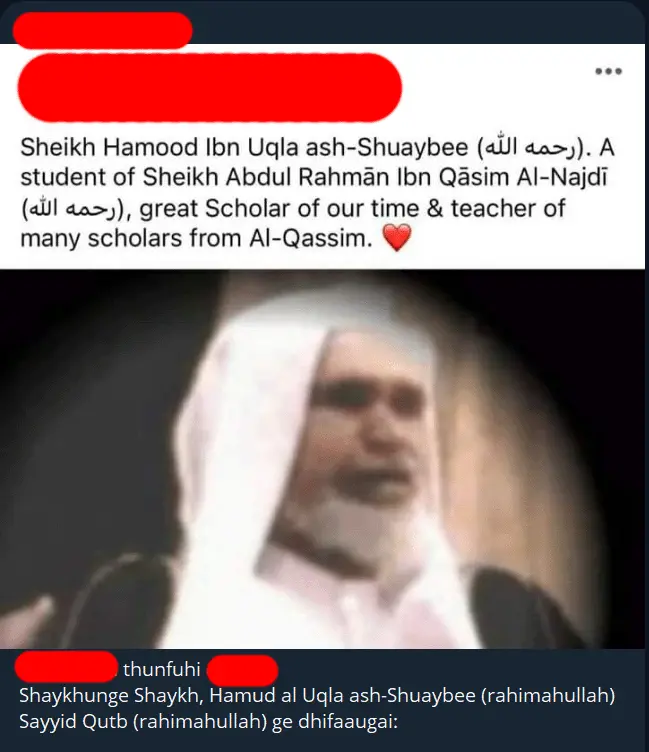 Sheikh Hamood Ibn Uqla ash-Shuaybee (رحمه الله). A
student of Sheikh Abdul Rahmān Ibn Qāsim Al-Najdī
(رحمه الله), great Scholar of our time & teacher of
many scholars from Al-Qassim. ❤️
thunfuhi
Shaykhunge Shaykh, Hamud al Uqla ash-Shuaybee (rahimahullah)
Sayyid Qutb (rahimahullah) ge dhifaaugai: